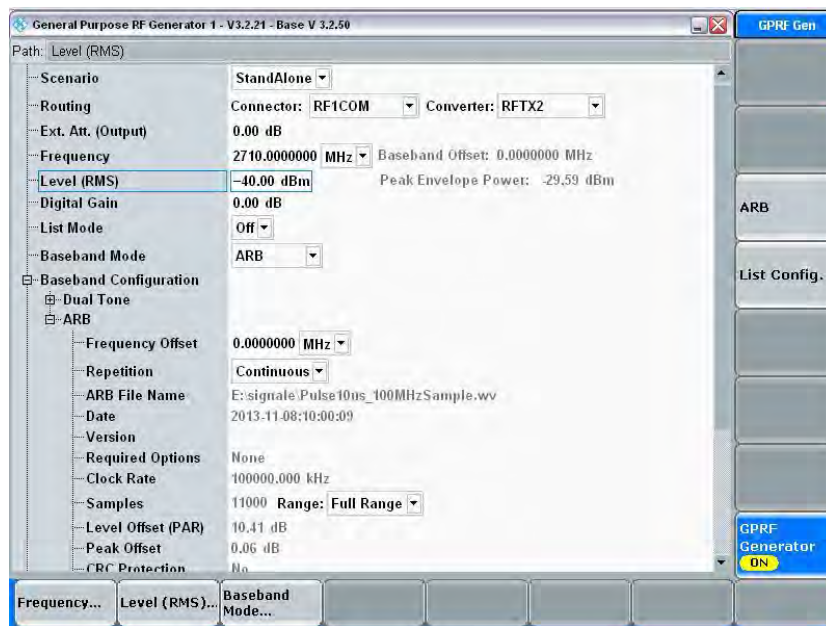 General Purpose RF Generator 1 - V3.2.21 - Base V 3.2.50
GPRF Gen
Path: Level (RMS)
Scenario StandAlone
Routing Connector: RF1COM Converter: RFTX2
Ext. Att. (Output) 0.00 dB
Frequency 2710.0000000 MHz Baseband Offset: 0.0000000 MHz
Level (RMS) -40.00 dBm Peak Envelope Power: -29.59 dBm
Digital Gain 0.00 dB
List Mode Off
Baseband Mode ARB
Baseband Configuration
Dual Tone
ARB
Frequency Offset 0.0000000 MHz
Repetition Continuous
ARB File Name E:\signale\Pulse10ns_100MHzSample.wv
Date 2013-11-08;10:00:09
Version
Required Options None
Clock Rate 100000.000 kHz
Samples 11000 Range: Full Range
Level Offset (PAR) 10.41 dB
Peak Offset 0.06 dB
CRC Protection No
ARB
List Config.
GPRF
Generator
ON
Frequency...
Level (RMS)...
Baseband
Mode...